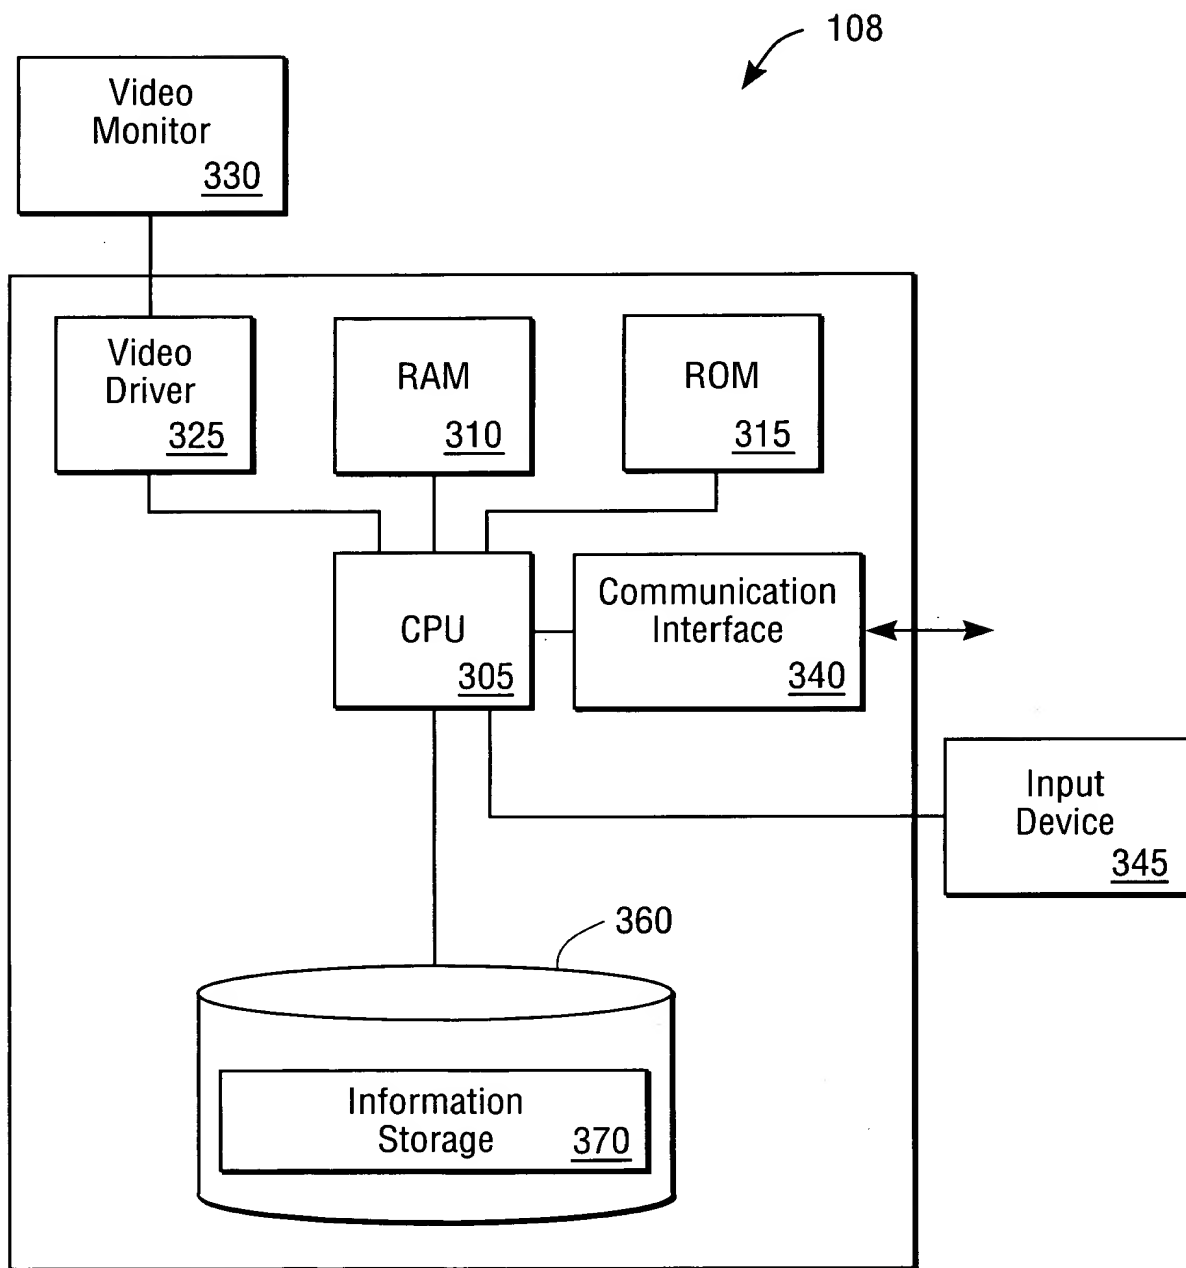 108
Video
Monitor
330
Video
Driver
325
RAM
310
ROM
315
CPU
305
Communication
Interface
340
Input
Device
345
360
Information
Storage
370